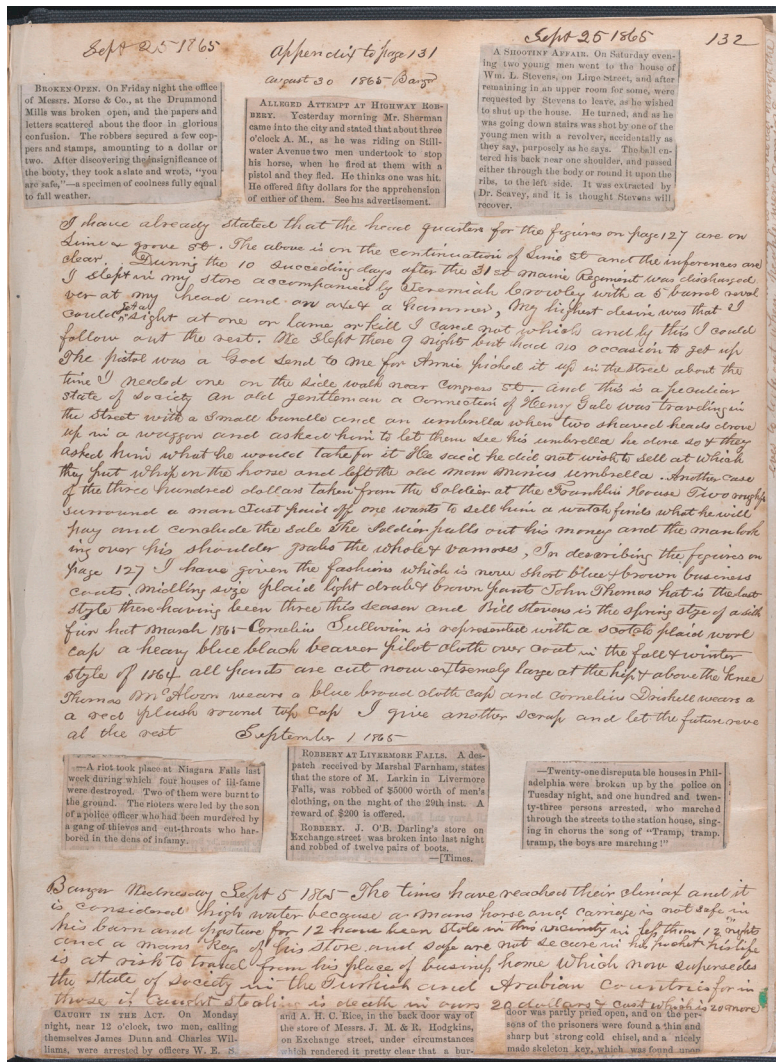 Sept 25 1865
Appendix to page 131
Sept 25 1865
132
august 30 1865 Bangor
BROKEN OPEN. On Friday night the office
of Messrs. Morse & Co., at the Drummond
Mills was broken open, and the papers and
letters scattered about the floor in glorious
confusion. The robbers secured a few cop-
pers and stamps, amounting to a dollar or
two. After discovering the insignificance of
the booty, they took a slate and wrote, "you
are safe,"—a specimen of coolness fully equal
to fall weather.
ALLEGED ATTEMPT AT HIGHWAY ROB-
BERY. Yesterday morning Mr. Sherman
came into the city and stated that about three
o'clock A. M., as he was riding on Still-
water Avenue two men undertook to stop
his horse, when he fired at them with a
pistol and they fled. He thinks one was hit.
He offered fifty dollars for the apprehension
of either of them. See his advertisement.
A SHOOTINF AFFAIR. On Saturday even-
ing two young men went to the house of
Wm. L. Stevens, on Lime Street, and after
remaining in an upper room for some, were
requested by Stevens to leave, as he wished
to shut up the house. He turned, and as he
was going down stairs was shot by one of the
young men with a revolver, accidentally as
they say, purposely as he says. The ball en-
tered his back near one shoulder, and passed
either through the body or round it upon the
ribs, to the left side. It was extracted by
Dr. Seavey, and it is thought Stevens will
recover.
I have already stated that the head quarters for the figures on page 127 are on
Lime & grove St. The above is on the continuation of Lime St and the inferences are
clear. During the 10 succeding days after the 31st maine Regiment was discharged
I slept in my store accompanied by Jeremiah Crowley with a 5 barrel revol
ver at my head and an axe & a hammer, My highest desire was that I
could sight at one or lame or kill I cared not which and by this I could
follow out the rest. We slept there 9 night but had no occasion to get up
The pistol was a God send to me for Annie picked it up in the street about the
time I needed one on the side walk near Congress St. And this is a peculiar
state of society an old gentleman a connection of Henry Gale was traveling in
the Street with a small bundle and an umbrella when two shaved heads drove
up in a waggon and asked him to let them see his umbrella he done so & they
asked him what he would take for it He said he did not wish to sell at which
they put whip on the horse and left the old man minus umbrella. Another case
of the three hundred dollars taken from the Soldier at the Franklin House Two roughs
surround a man Just paid off one wants to sell him a watch finds what he will
pay and conclude the sale The Soldier pulls out his money and the man look
ing over his shoulder grabs the whole & vamoses, In describing the figures on
page 127 I have given the fashions which is now short blue & brown business
coats. midling size plaid light drab & brown pants John Thomas hat is the last
style there having been three this season and Bill Stevens is the spring stye of a silk
fur hat March 1865 Cornelius Sullivin is represented with a scotch plaid wool
cap a heavy blue black beaver pilot cloth over coat in the fall & winter
style of 1864 all pants are cut now extremely large at the hip & above the knee
Thomas McAloon wears a blue broad cloth cap and Cornelius Driskell wears a
a red plush round top cap I give another scrap and let the future reve
al the rest September 1 1865
—A riot took place at Niagara Falls last
week during which four houses of ill-fame
were destroyed. Two of them were burnt to
the ground. The rioters were led by the son
of a police officer who had been murdered by
a gang of thieves and cut-throats who har-
bored in the dens of infamy.
ROBBERY AT LIVERMORE FALLS. A des-
patch received by Marshal Farnham, states
that the store of M. Larkin in Livermore
Falls, was robbed of $5000 worth of men's
clothing, on the night of the 29th inst. A
reward of $200 is offered.
ROBBERY. J. O'B. Darling's store on
Exchange street was broken into last night
and robbed of twelve pairs of boots.
—[Times.
—Twenty-one disreputable houses in Phil-
adelphia were broken up by the police on
Tuesday night, and one hundred and twen-
ty-three persons arrested, who marched
through the streets to the station house, sing-
ing in chorus the song of "Tramp, tramp,
tramp, the boys are marching!"
Bangor Wednesday Sept 5 1865 The times have reached their climax and it
is considered high water because a mans horse and carriage is not safe in
his barn and pasture for 12 have been stole in this vicinity in less than 12 nights
and a mans keys of his store and safe are not secure in his pocket his life
is at risk to travel from his place of business home which now supersedes
the state of society in the Turkish and Arabian countries for in
those if caught stealing is death in ours 20 dollars & cost which is 20 more
CAUGHT IN THE ACT. On Monday
night, near 12 o'clock, two men, calling
themselves James Dunn and Charles Wil-
liams, were arrested by officers W. E. S.
and A. H. C. Rice, in the back door way of
the store of Messrs. J. M. & R. Hodgkins,
on Exchange street, under circumstances
which rendered it pretty clear that a bur-
door was partly pried open, and on the per-
sons of the prisoners were found a thin and
sharp but strong cold chisel, and a nicely
made skeleton key, which was found upon